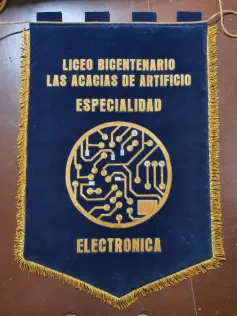 LICEO BICENTENARIO
LAS ACACIAS DE ARTIFICIO
ESPECIALIDAD
ELECTRONICA